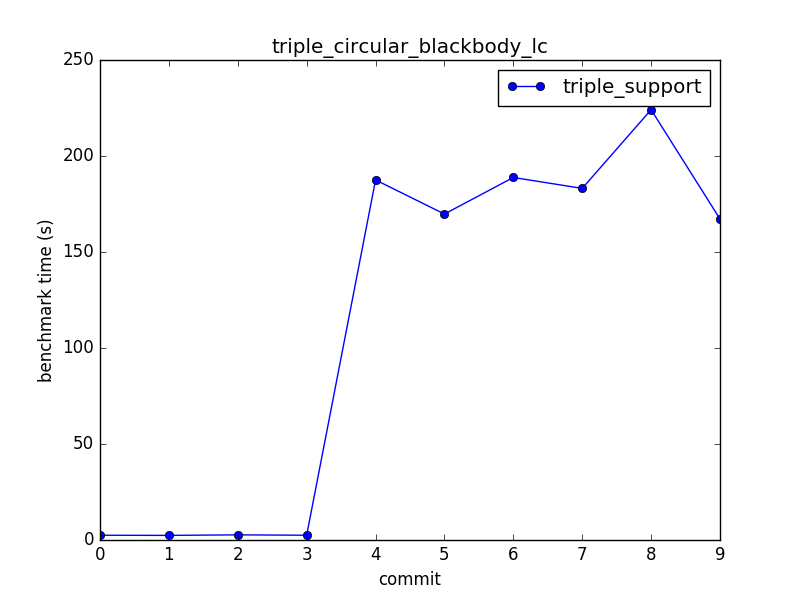 triple_circular_blackbody_lc
triple_support
250
200
150
100
50
0
benchmark time (s)
0 1 2 3 4 5 6 7 8 9
commit